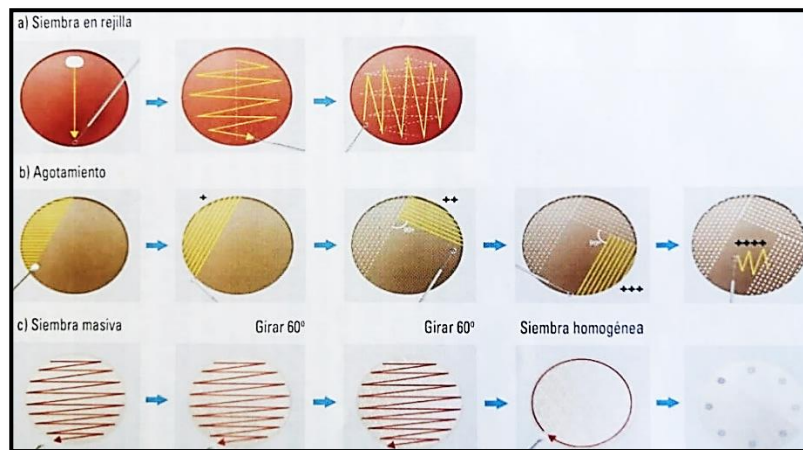 a) Siembra en rejilla
b) Agotamiento
+
++
+++
++++
c) Siembra masiva
Girar 60º
Girar 60º
Siembra homogénea